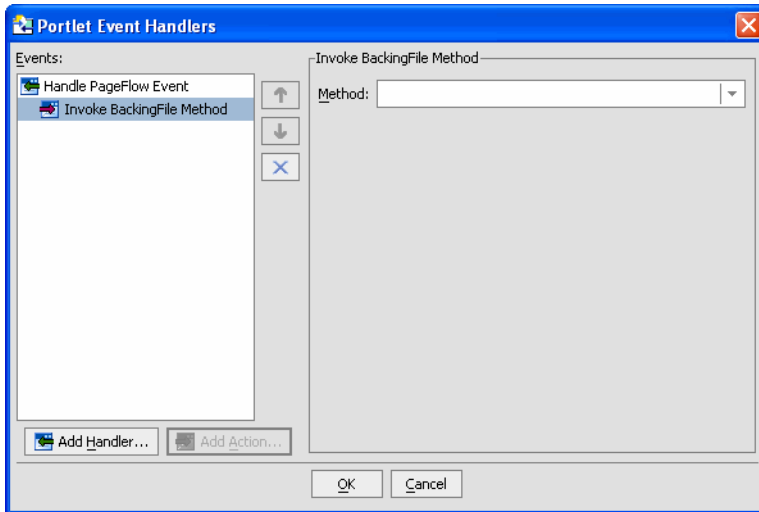 Portlet Event Handlers
Events:
Handle PageFlow Event
Invoke BackingFile Method
Add Handler...
Add Action...
Invoke BackingFile Method
Method:
OK
Cancel